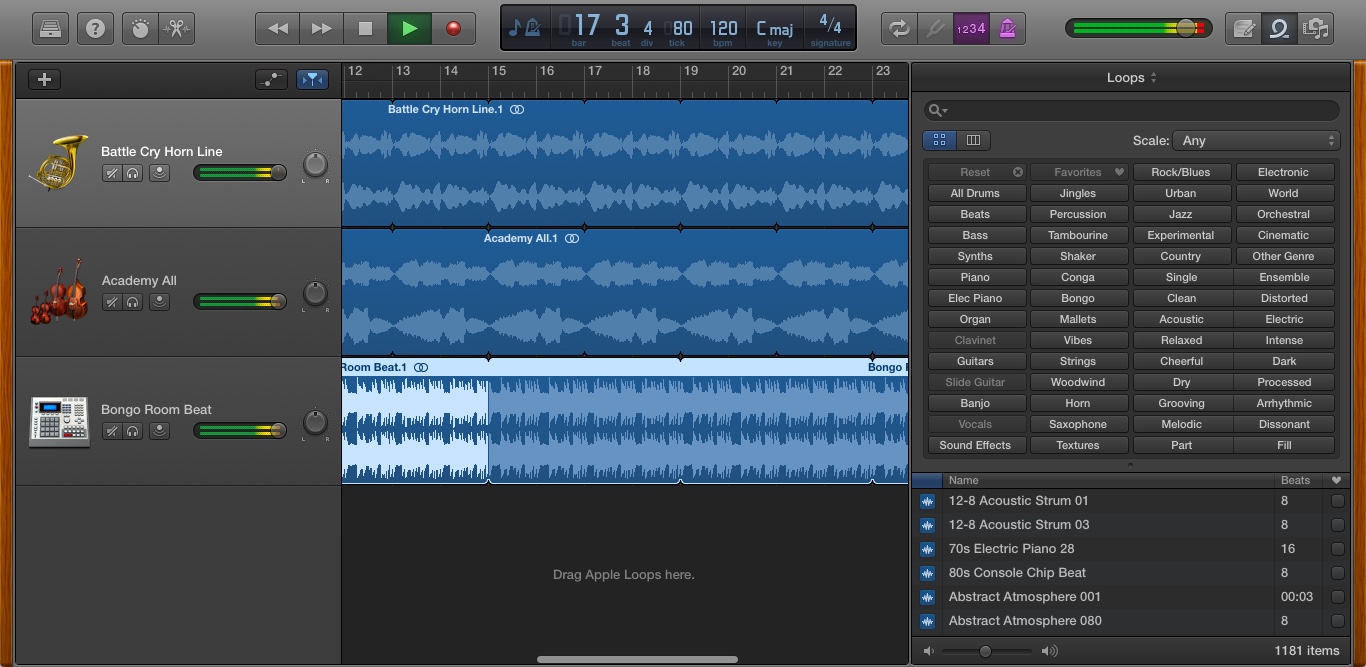 17 3 4 80 120 C maj 4/4
bar beat div tick bpm key signature
1234
12 13 14 15 16 17 18 19 20 21 22 23
Loops
Battle Cry Horn Line
L R
Battle Cry Horn Line.1
Academy All
L R
Academy All.1
Bongo Room Beat
L R
Room Beat.1
Bongo
Drag Apple Loops here.
Scale: Any
Reset Favorites Rock/Blues Electronic
All Drums Jingles Urban World
Beats Percussion Jazz Orchestral
Bass Tambourine Experimental Cinematic
Synths Shaker Country Other Genre
Piano Conga Single Ensemble
Elec Piano Bongo Clean Distorted
Organ Mallets Acoustic Electric
Clavinet Vibes Relaxed Intense
Guitars Strings Cheerful Dark
Slide Guitar Woodwind Dry Processed
Banjo Horn Grooving Arrhythmic
Vocals Saxophone Melodic Dissonant
Sound Effects Textures Part Fill
Name Beats
12-8 Acoustic Strum 01 8
12-8 Acoustic Strum 03 8
70s Electric Piano 28 16
80s Console Chip Beat 8
Abstract Atmosphere 001 00:03
Abstract Atmosphere 080 8
1181 items